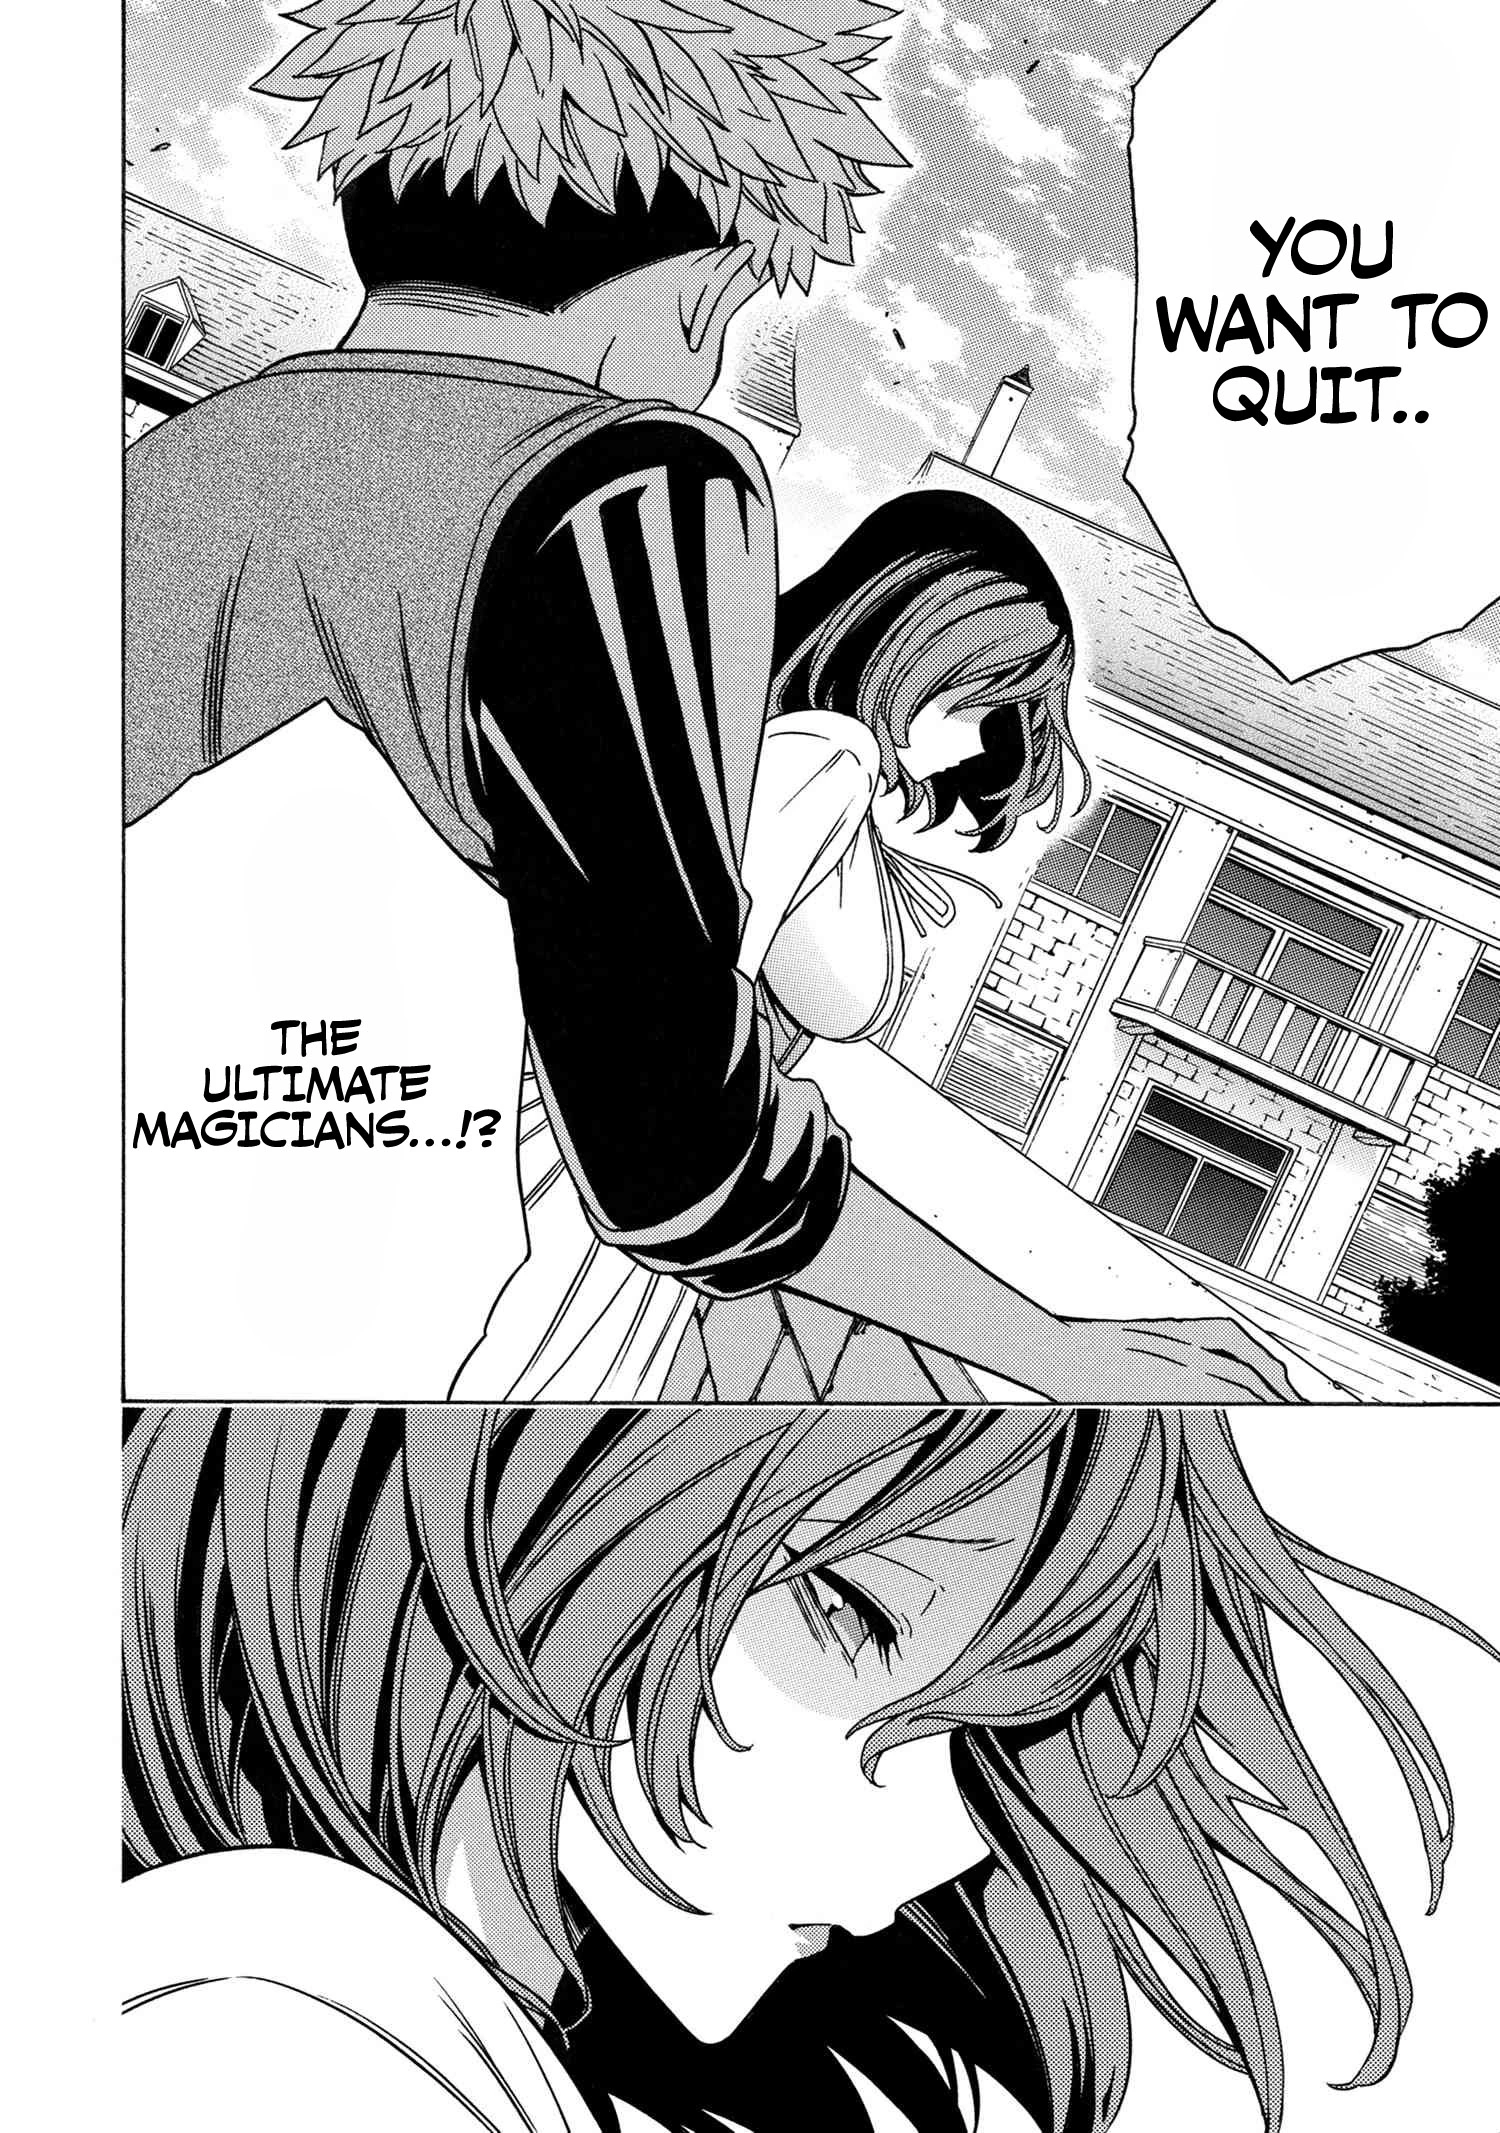 YOU
WANT TO
QUIT..
THE
ULTIMATE
MAGICIANS...!?